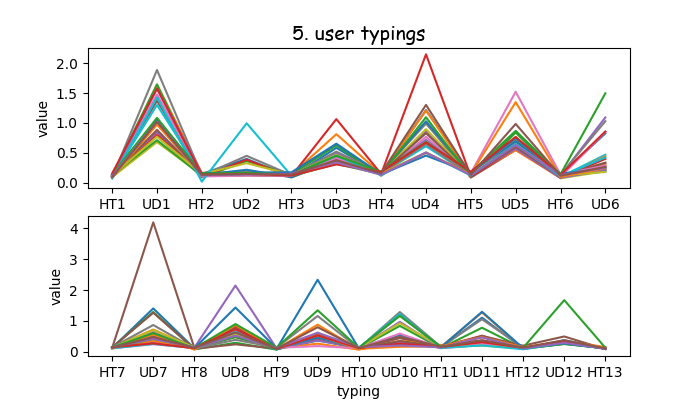 5. user typings
2.0
1.5
1.0
0.5
0.0
value
HT1 UD1 HT2 UD2 HT3 UD3 HT4 UD4 HT5 UD5 HT6 UD6
4
3
2
1
0
value
HT7 UD7 HT8 UD8 HT9 UD9 HT10 UD10 HT11 UD11 HT12 UD12 HT13
typing